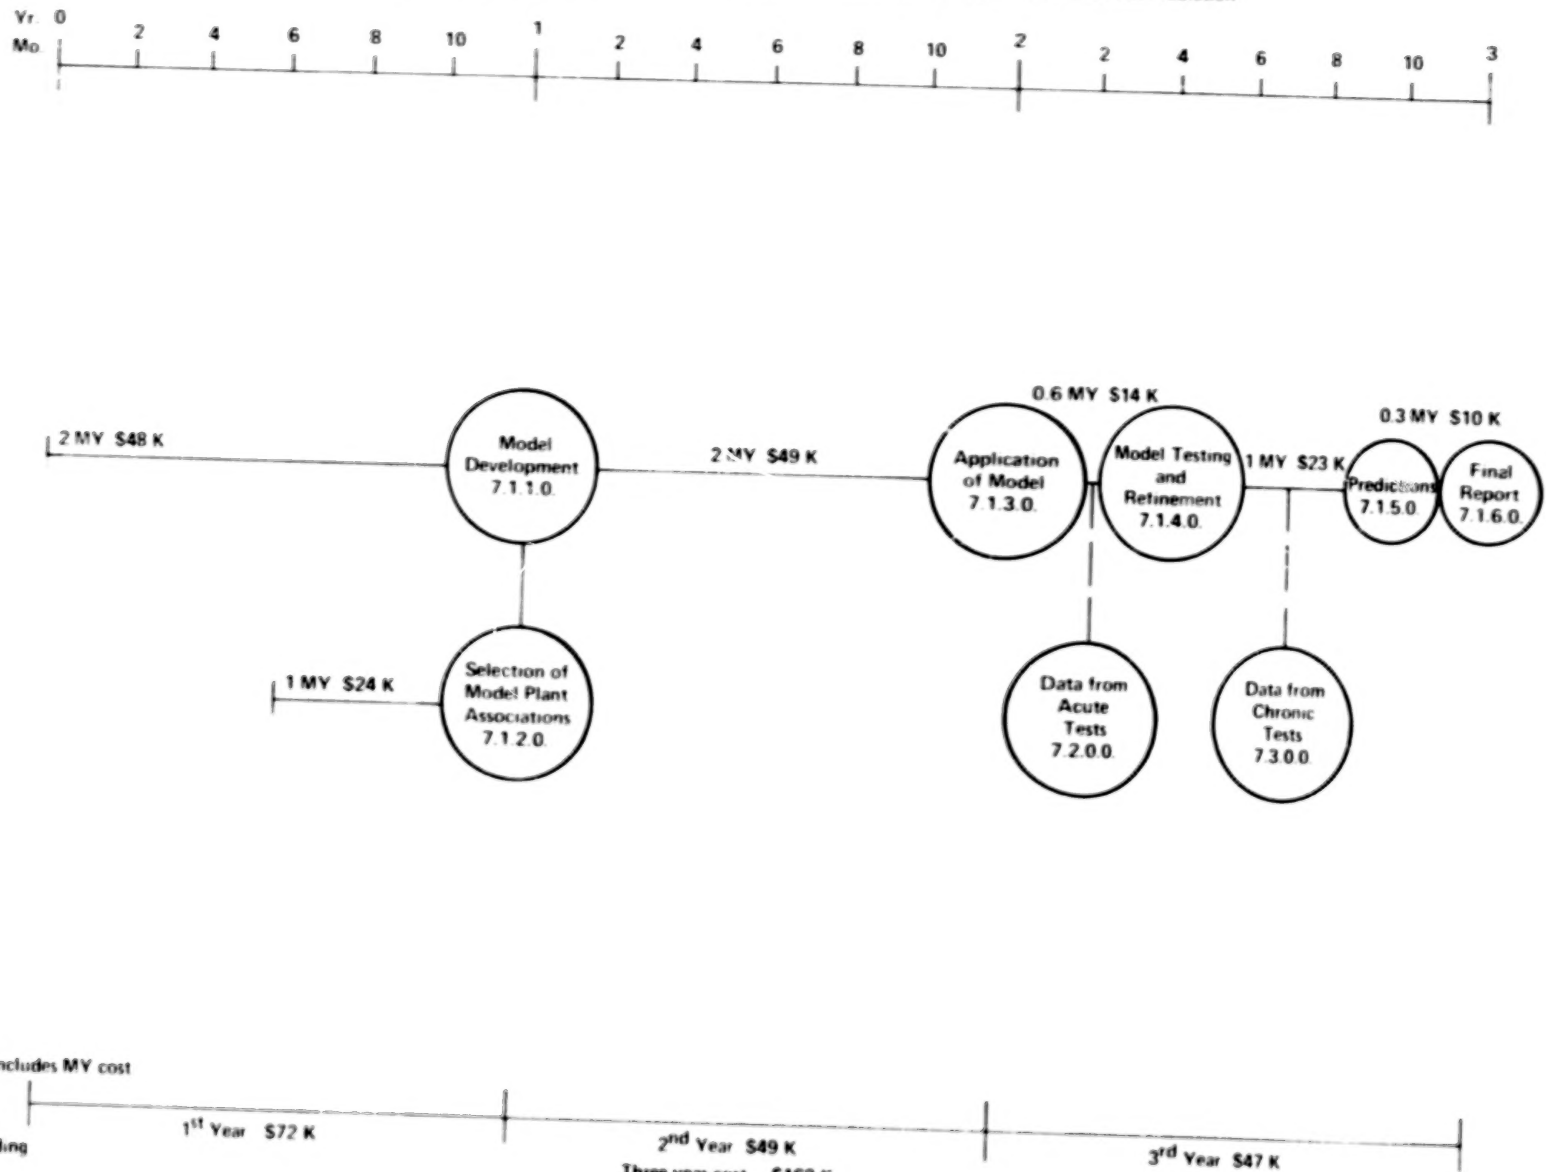 Yr. 0 1 2 3
Mo. 2 4 6 8 10 2 4 6 8 10 2 4 6 8 10
0.6 MY $14 K
0.3 MY $10 K
2 MY $48 K
Model
Development
7.1.1.0.
2 MY $49 K
Application
of Model
7.1.3.0.
Model Testing
and
Refinement
7.1.4.0.
1 MY $23 K
Predictions
7.1.5.0.
Final
Report
7.1.6.0.
1 MY $24 K
Selection of
Model Plant
Associations
7.1.2.0.
Data from
Acute
Tests
7.2.0.0.
Data from
Chronic
Tests
7.3.0.0.
ncludes MY cost
1st Year $72 K
2nd Year $49 K
3rd Year $47 K
ding